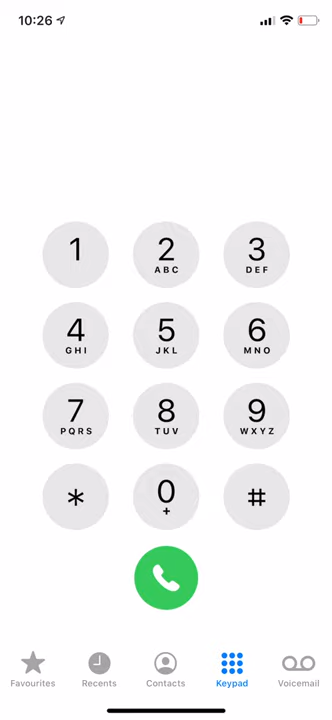 10:26
1 2 3
ABC DEF
4 5 6
GHI JKL MNO
7 8 9
PQRS TUV WXYZ
* 0 #
+
Favourites Recents Contacts Keypad Voicemail